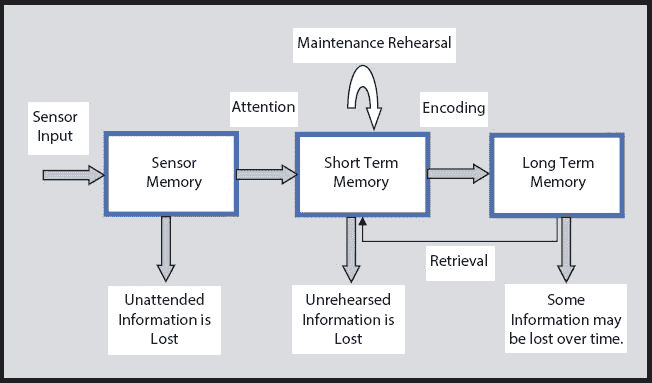 Maintenance Rehearsal
Sensor
Input
Attention
Encoding
Sensor
Memory
Short Term
Memory
Long Term
Memory
Retrieval
Unattended
Information is
Lost
Unrehearsed
Information is
Lost
Some
Information may
be lost over time.